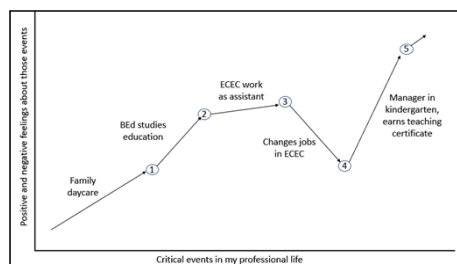 Positive and negative feelings about those events
Family
daycare
1
BEd studies
education
2
ECEC work
as assistant
3
Changes jobs
in ECEC
4
Manager in
kindergarten,
earns teaching
certificate
5
Critical events in my professional life